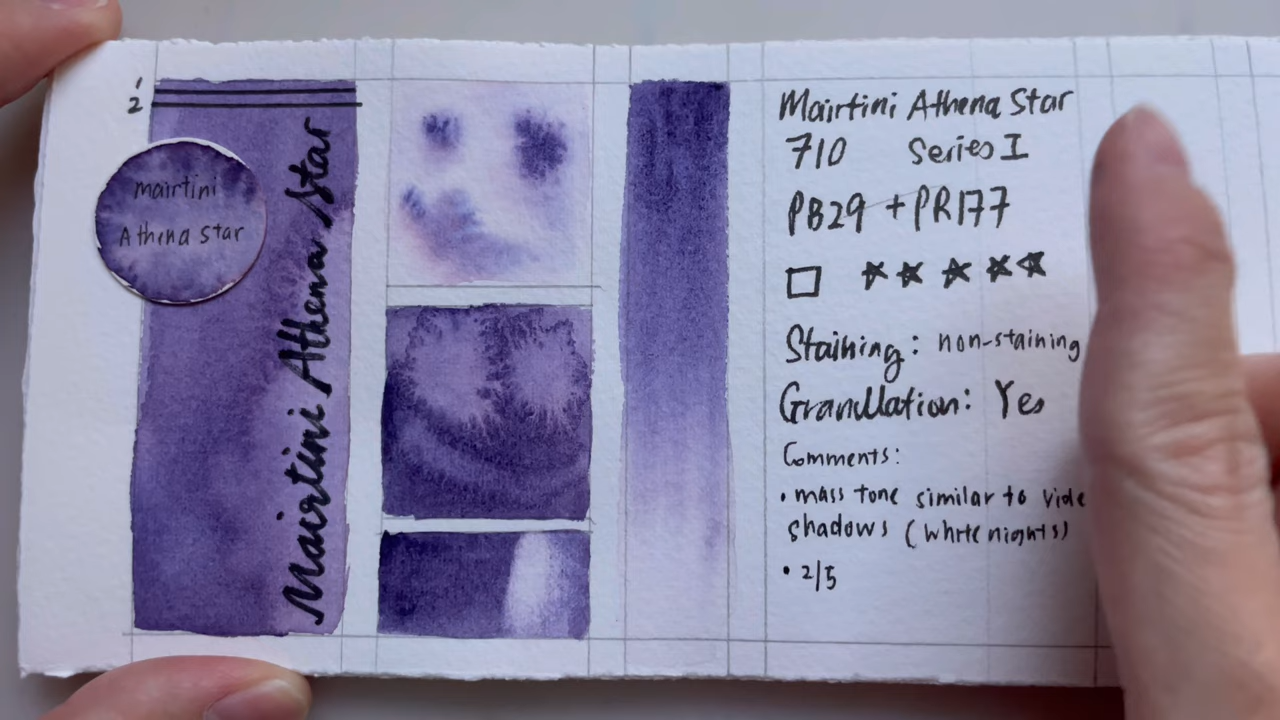 1
2
mairtini
Athena Star
Mairtini Athena Star
Mairtini Athena Star
710 Series I
PB29 + PR177
□ ★★★★★
Staining: non-staining
Granullation: Yes
Comments:
• mass tone similar to
shadows (white nights)
• 2/5